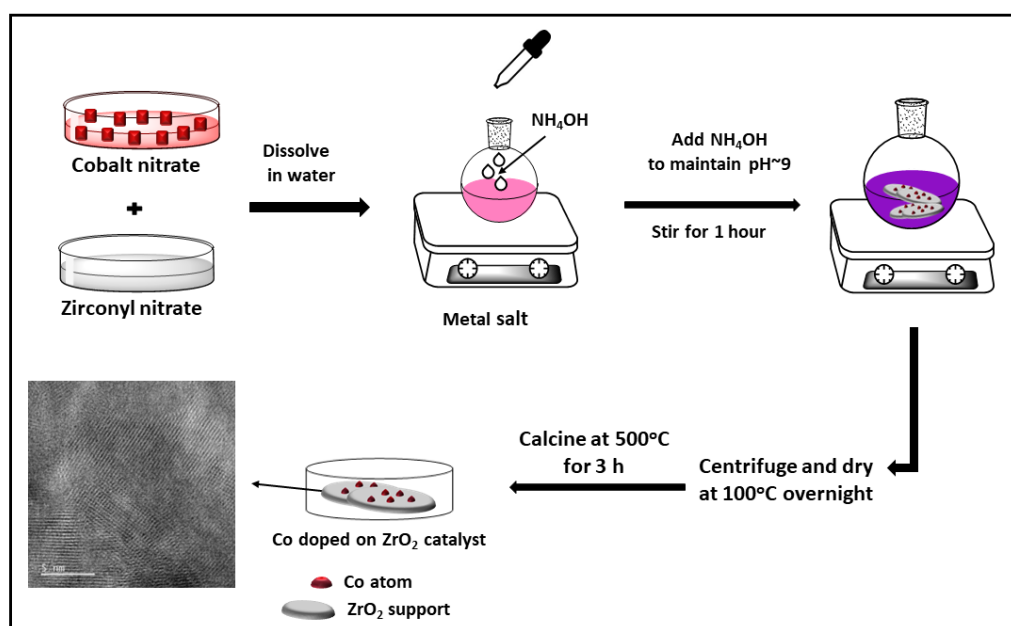 Cobalt nitrate
+
Zirconyl nitrate
Dissolve
in water
NH₄OH
Metal salt
Add NH₄OH
to maintain pH~9
Stir for 1 hour
Centrifuge and dry
at 100°C overnight
Calcine at 500°C
for 3 h
Co doped on ZrO₂ catalyst
Co atom
ZrO₂ support
5 nm